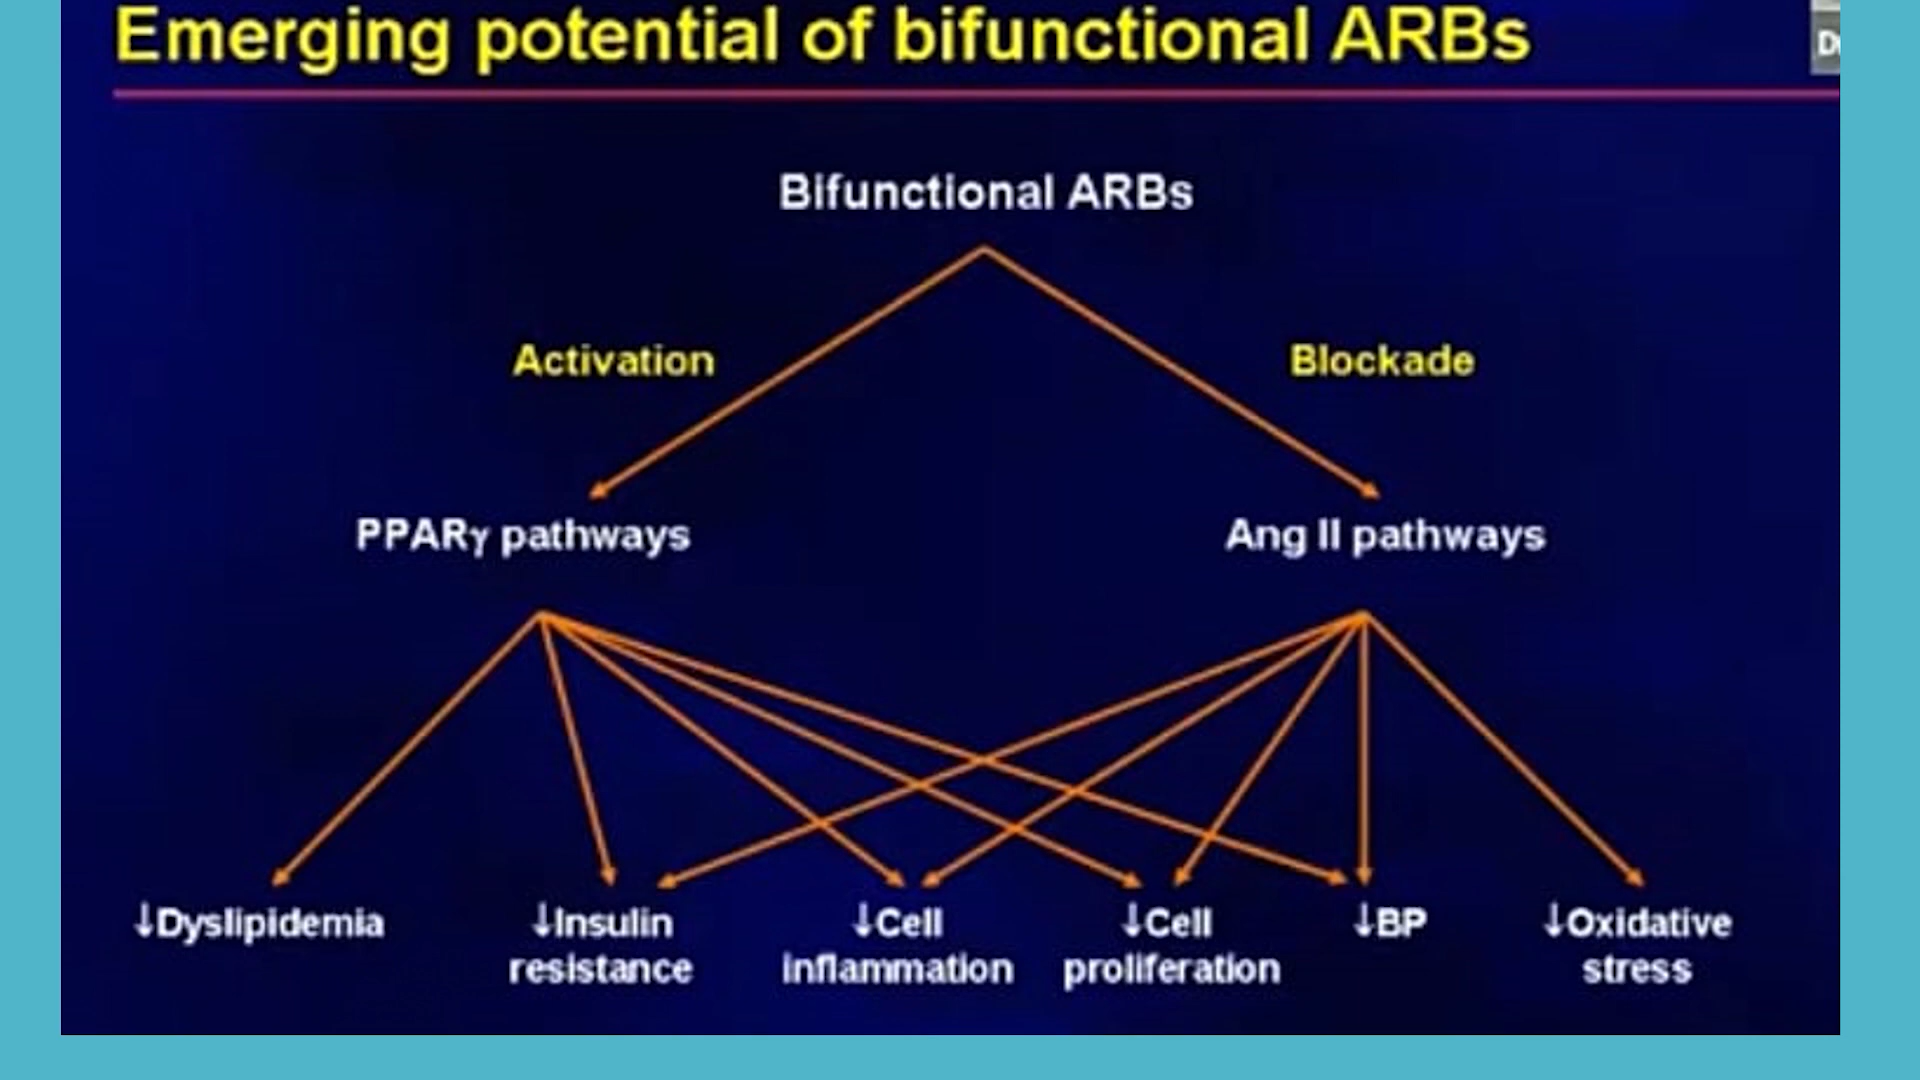 Emerging potential of bifunctional ARBs
Bifunctional ARBs
Activation
Blockade
PPARγ pathways
Ang II pathways
↓Dyslipidemia
↓Insulin
resistance
↓Cell
inflammation
↓Cell
proliferation
↓BP
↓Oxidative
stress